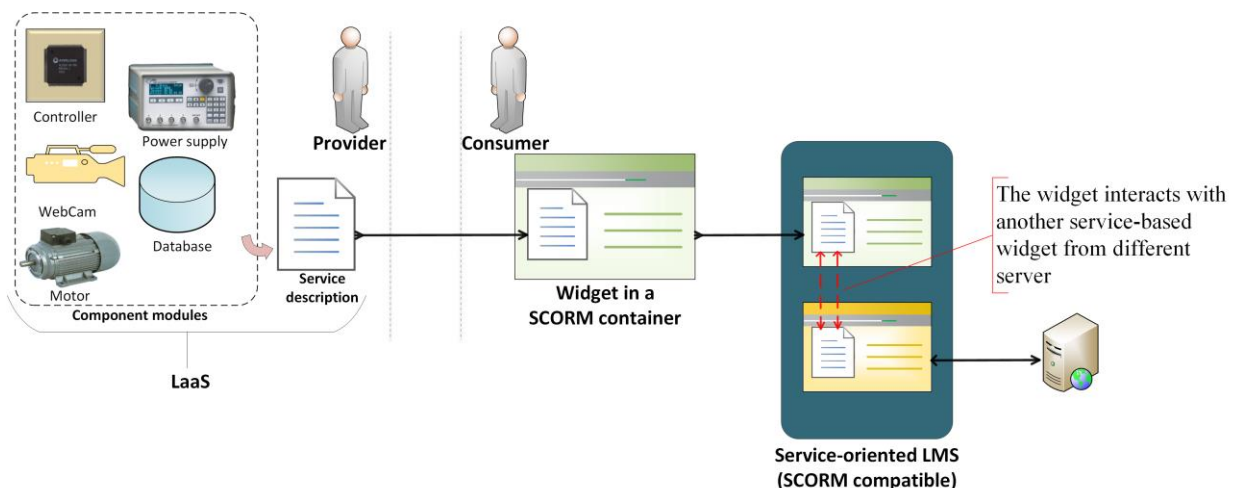 Controller
Power supply
WebCam
Database
Motor
Component modules
LaaS
Service
description
Provider
Consumer
Widget in a
SCORM container
Service-oriented LMS
(SCORM compatible)
The widget interacts with
another service-based
widget from different
server